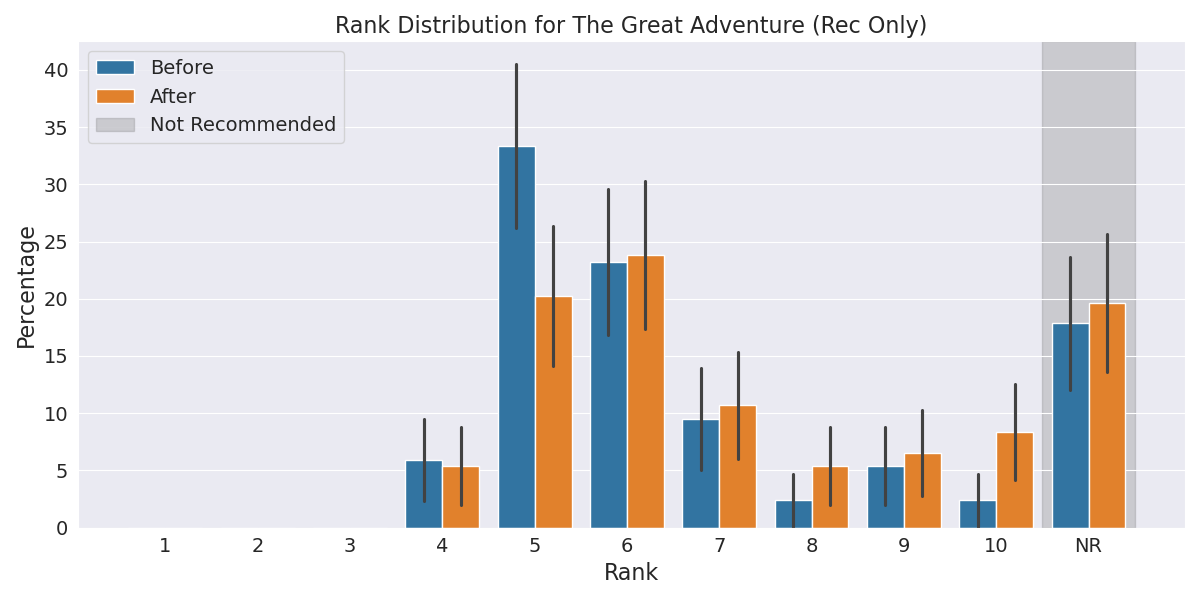 Rank Distribution for The Great Adventure (Rec Only)
Before
After
Not Recommended
40
35
30
25
20
15
10
5
0
Percentage
1 2 3 4 5 6 7 8 9 10 NR
Rank